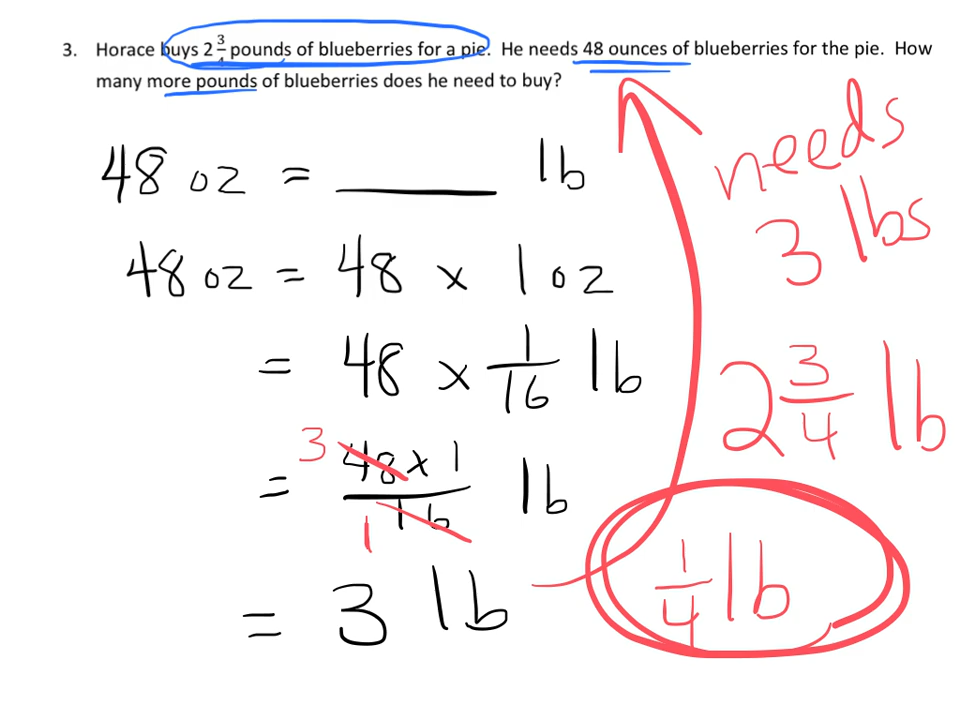 3. Horace buys 2 3/4 pounds of blueberries for a pie. He needs 48 ounces of blueberries for the pie. How
many more pounds of blueberries does he need to buy?
48 oz = ____ lb
48 oz = 48 x 1 oz
= 48 x 1/16 lb
3
= 48 x 1 / 16 lb
1
= 3 lb
needs
3 lbs
2 3/4 lb
1/4 lb